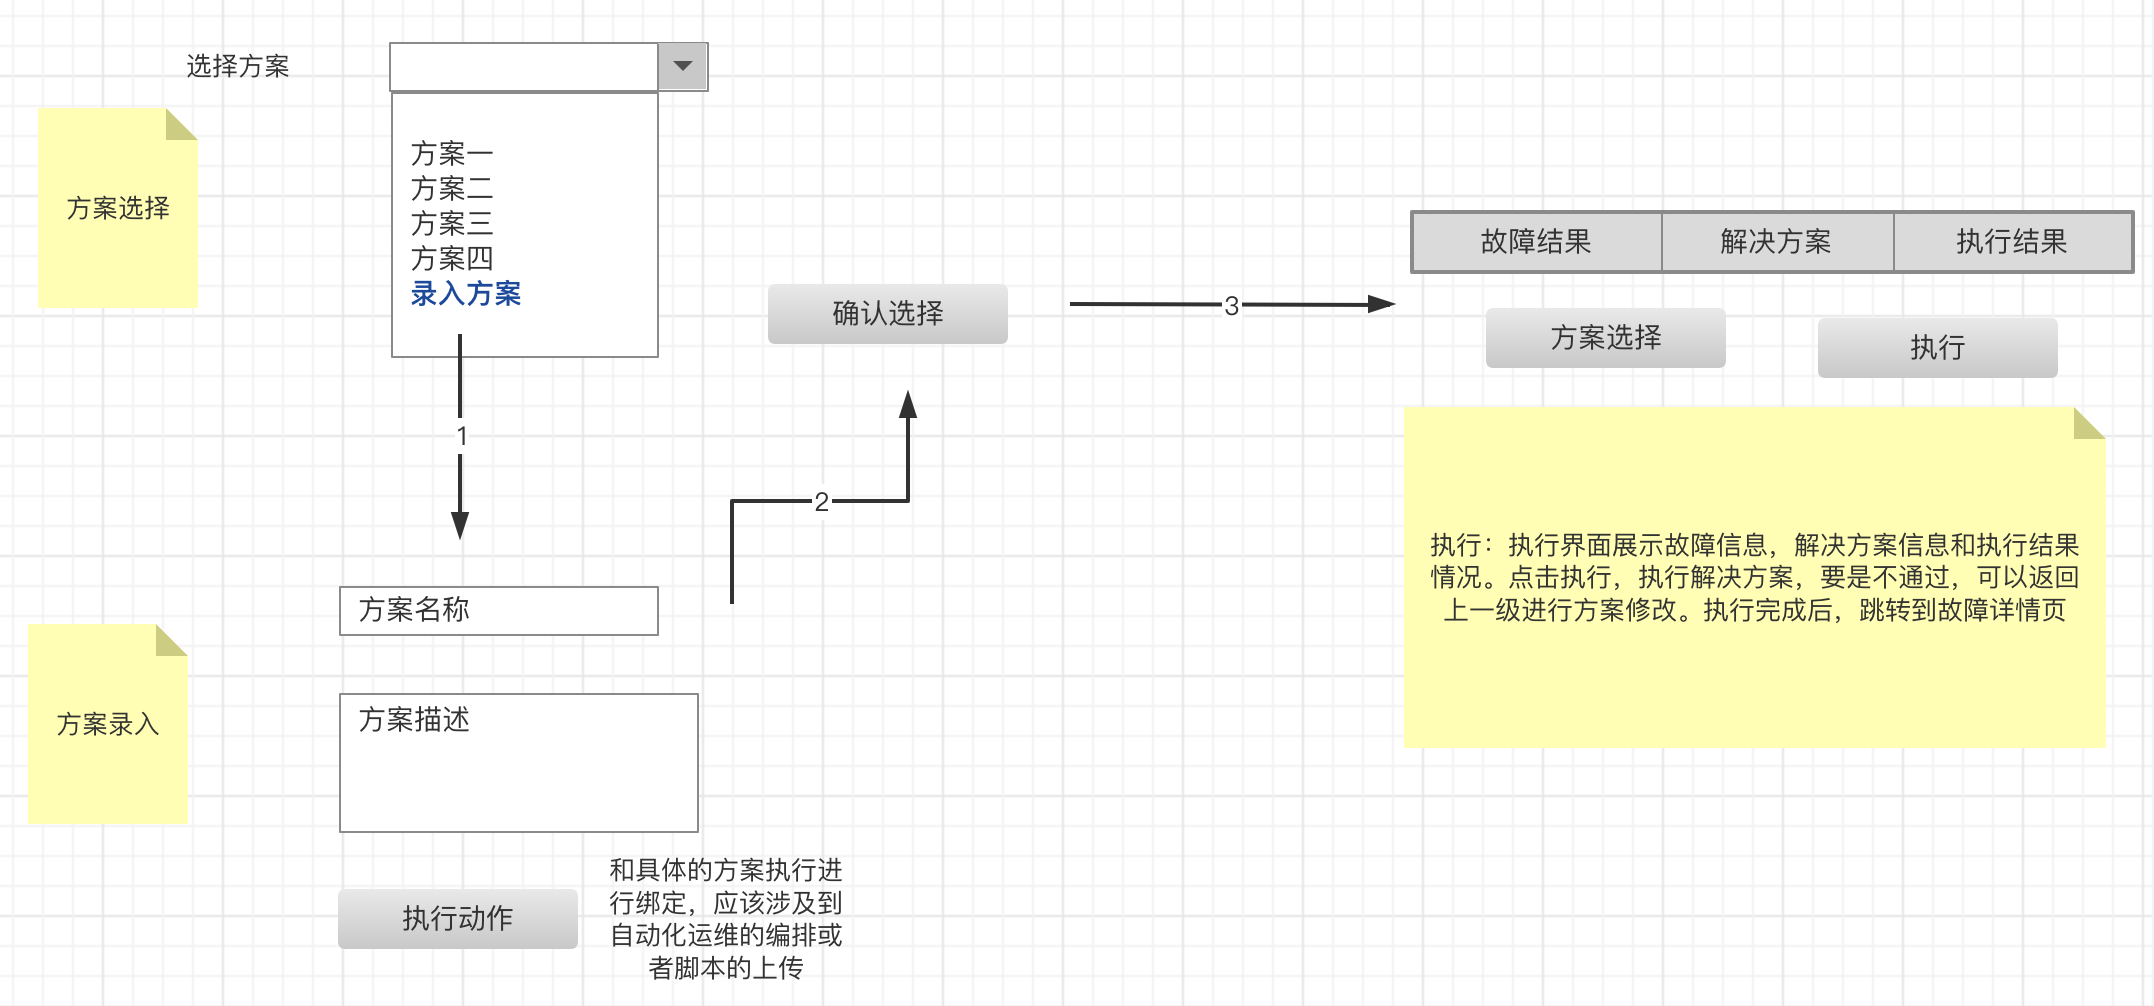 选择方案
方案选择
方案一
方案二
方案三
方案四
录入方案
1
确认选择
2
3
故障结果
解决方案
执行结果
方案选择
执行
执行：执行界面展示故障信息，解决方案信息和执行结果
情况。点击执行，执行解决方案，要是不通过，可以返回
上一级进行方案修改。执行完成后，跳转到故障详情页
方案录入
方案名称
方案描述
执行动作
和具体的方案执行进
行绑定，应该涉及到
自动化运维的编排或
者脚本的上传